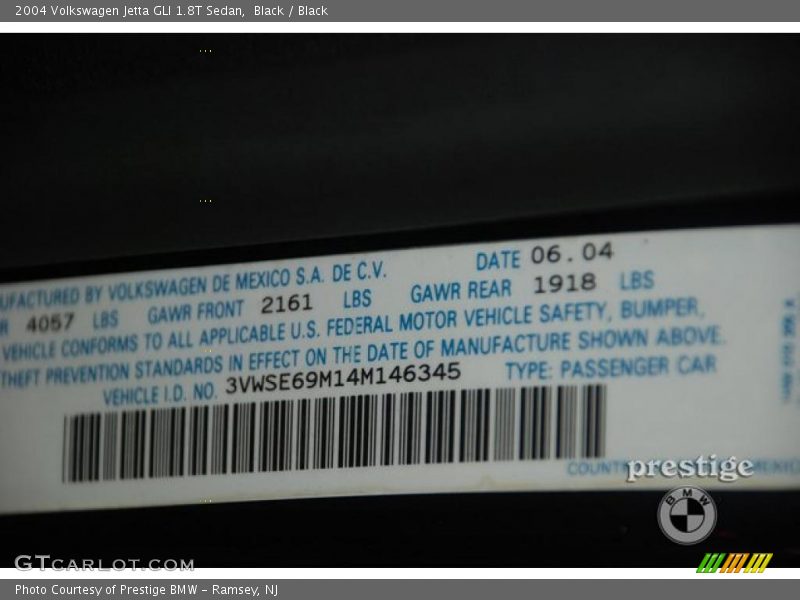 2004 Volkswagen Jetta GLI 1.8T Sedan, Black / Black
UFACTURED BY VOLKSWAGEN DE MEXICO S.A. DE C.V. DATE 06.04
R 4057 LBS GAWR FRONT 2161 LBS GAWR REAR 1918 LBS
VEHICLE CONFORMS TO ALL APPLICABLE U.S. FEDERAL MOTOR VEHICLE SAFETY, BUMPER,
THEFT PREVENTION STANDARDS IN EFFECT ON THE DATE OF MANUFACTURE SHOWN ABOVE.
VEHICLE I.D. NO. 3VWSE69M14M146345 TYPE: PASSENGER CAR
COUNT MEXICO
prestige
BMW
GTCARLOT.COM
Photo Courtesy of Prestige BMW - Ramsey, NJ